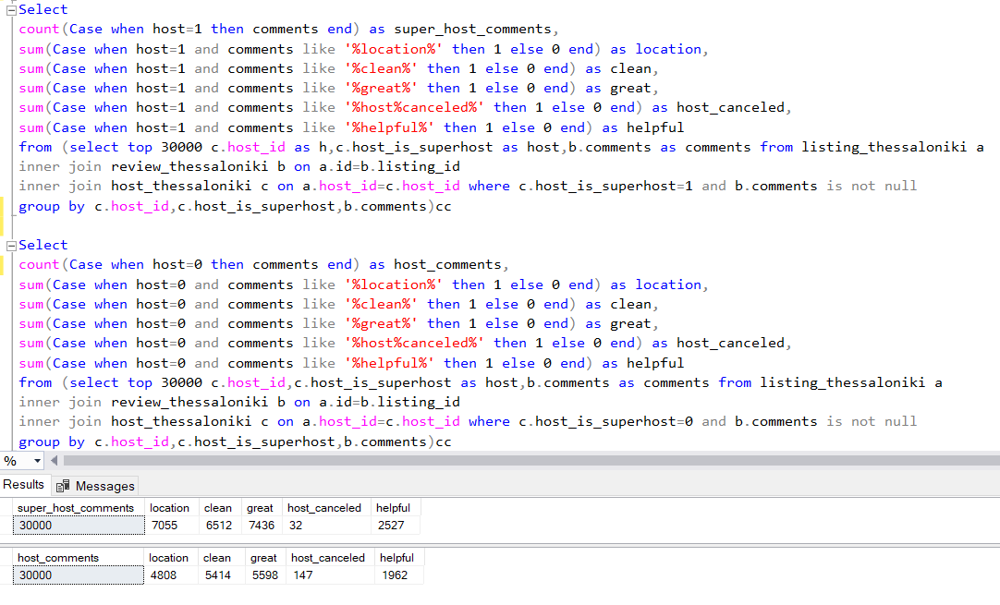 Select
count(Case when host=1 then comments end) as super_host_comments,
sum(Case when host=1 and comments like '%location%' then 1 else 0 end) as location,
sum(Case when host=1 and comments like '%clean%' then 1 else 0 end) as clean,
sum(Case when host=1 and comments like '%great%' then 1 else 0 end) as great,
sum(Case when host=1 and comments like '%host%canceled%' then 1 else 0 end) as host_canceled,
sum(Case when host=1 and comments like '%helpful%' then 1 else 0 end) as helpful
from (select top 30000 c.host_id as h,c.host_is_superhost as host,b.comments as comments from listing_thessaloniki a
inner join review_thessaloniki b on a.id=b.listing_id
inner join host_thessaloniki c on a.host_id=c.host_id where c.host_is_superhost=1 and b.comments is not null
group by c.host_id,c.host_is_superhost,b.comments)cc
Select
count(Case when host=0 then comments end) as host_comments,
sum(Case when host=0 and comments like '%location%' then 1 else 0 end) as location,
sum(Case when host=0 and comments like '%clean%' then 1 else 0 end) as clean,
sum(Case when host=0 and comments like '%great%' then 1 else 0 end) as great,
sum(Case when host=0 and comments like '%host%canceled%' then 1 else 0 end) as host_canceled,
sum(Case when host=0 and comments like '%helpful%' then 1 else 0 end) as helpful
from (select top 30000 c.host_id,c.host_is_superhost as host,b.comments as comments from listing_thessaloniki a
inner join review_thessaloniki b on a.id=b.listing_id
inner join host_thessaloniki c on a.host_id=c.host_id where c.host_is_superhost=0 and b.comments is not null
group by c.host_id,c.host_is_superhost,b.comments)cc
%
Results Messages
super_host_comments location clean great host_canceled helpful
30000 7055 6512 7436 32 2527
host_comments location clean great host_canceled helpful
30000 4808 5414 5598 147 1962